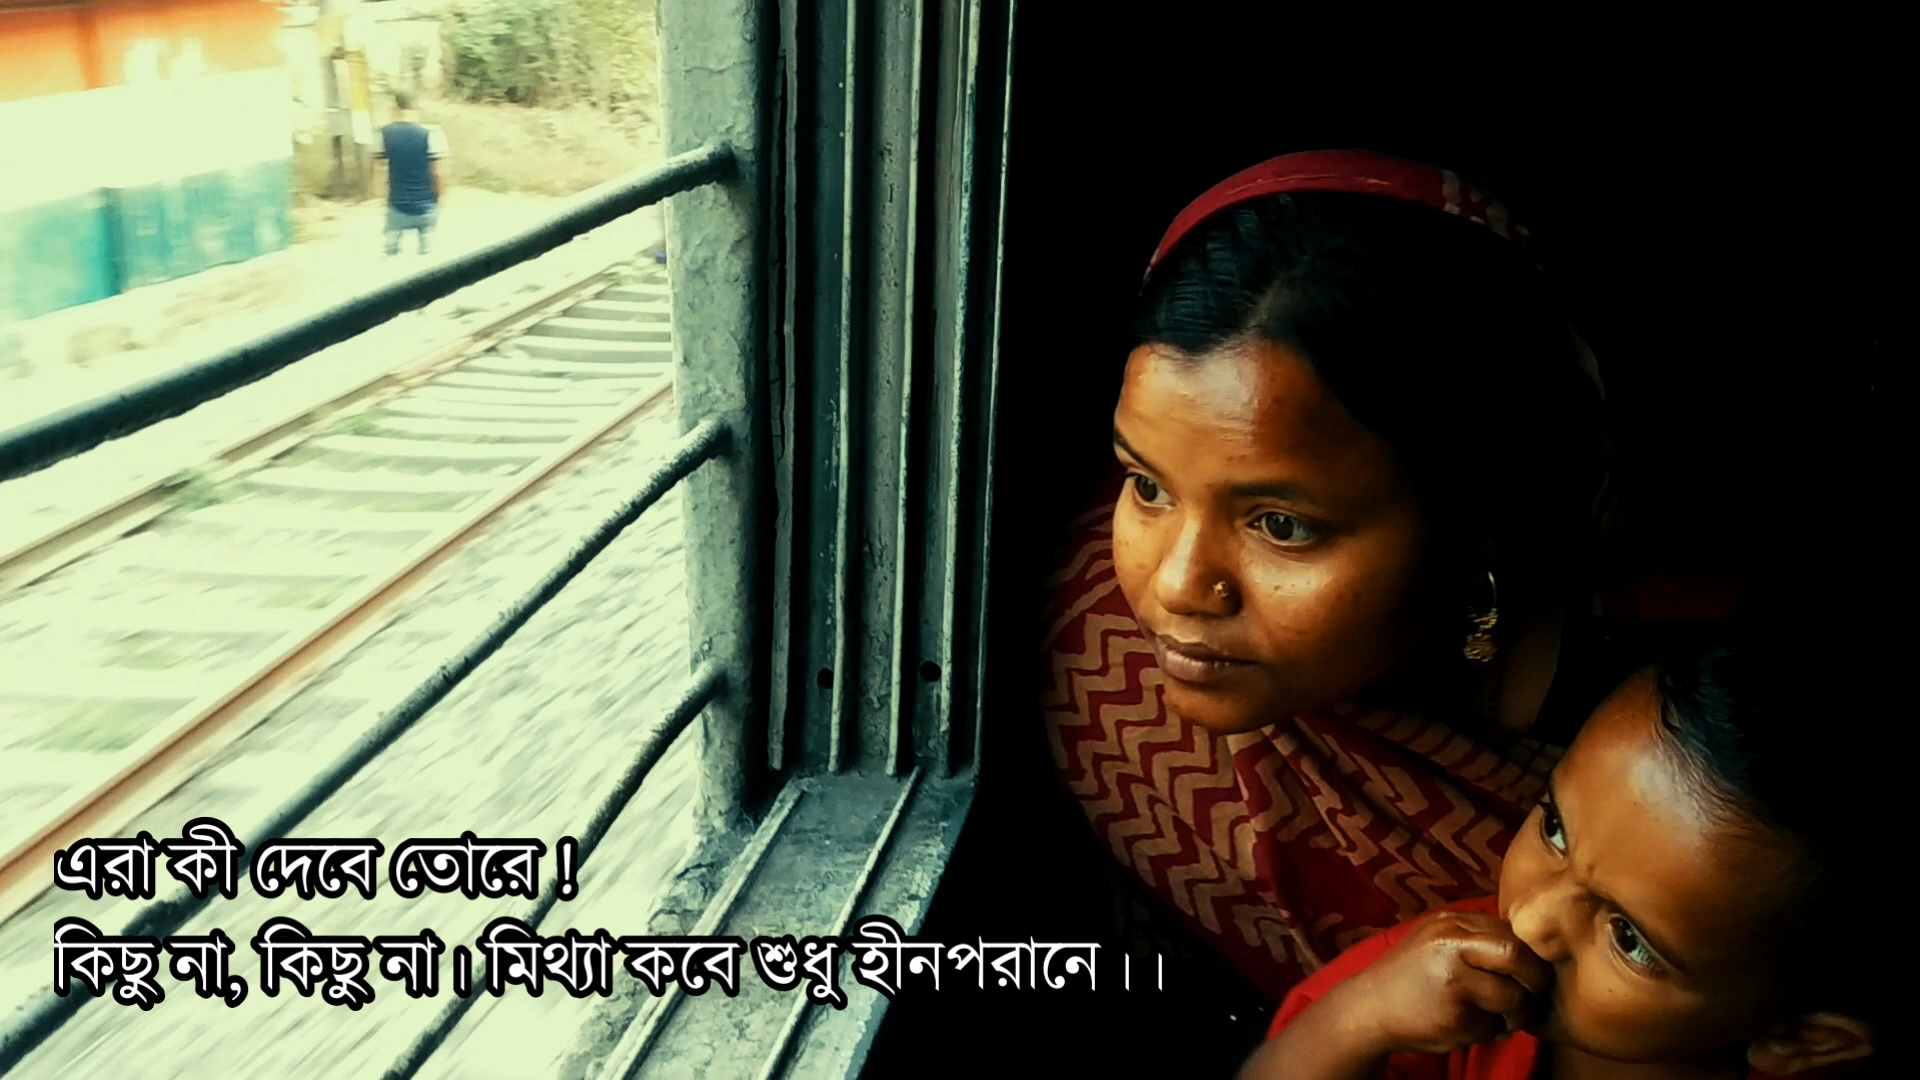 এরা কী দেবে তোরে !
কিছু না, কিছু না। মিথ্যা কবে শুধু হীনপরানে।।